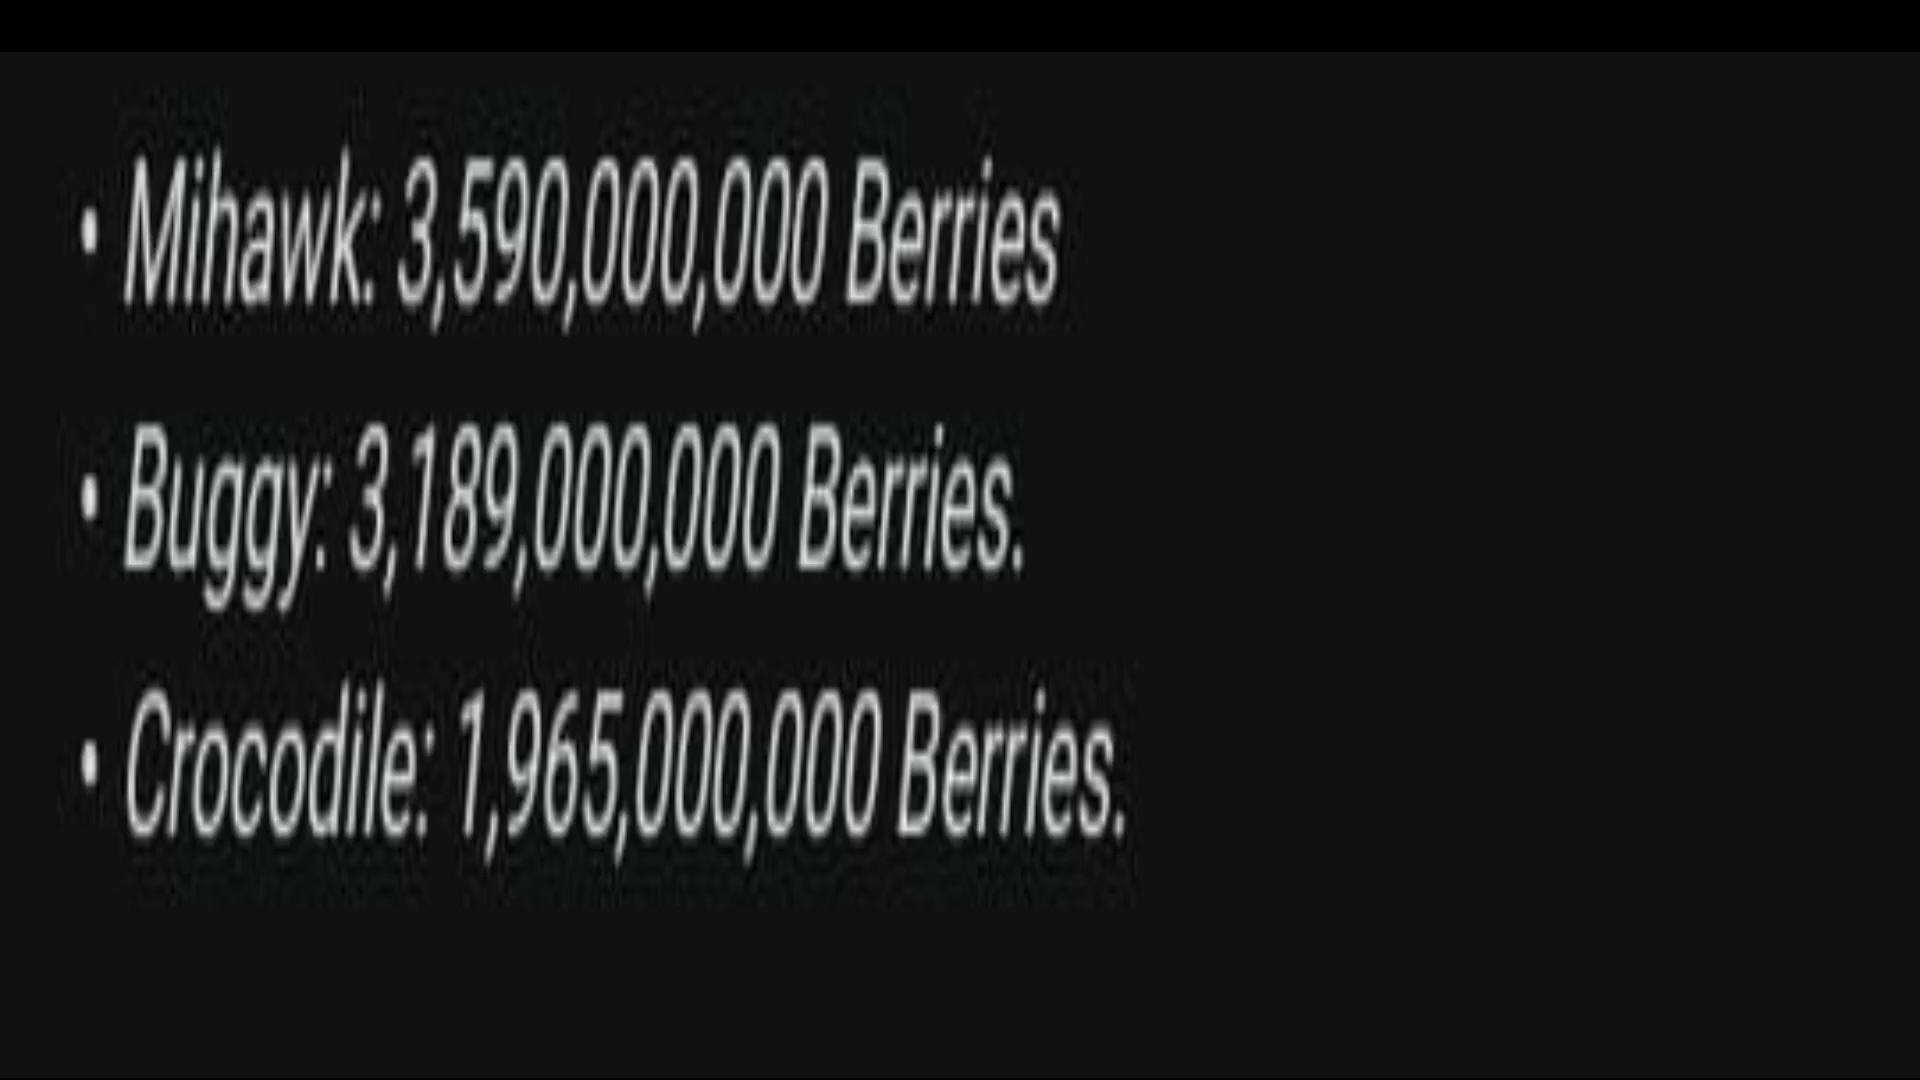 • Mihawk: 3,590,000,000 Berries
• Buggy: 3,189,000,000 Berries.
• Crocodile: 1,965,000,000 Berries.